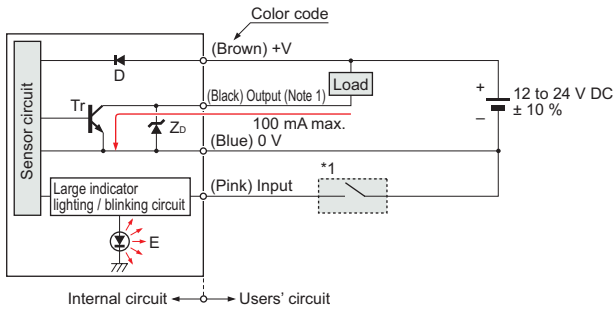 Color code
(Brown) +V
D
Load
(Black) Output (Note 1)
Tr
+
12 to 24 V DC
± 10 %
–
Sensor circuit
ZD
100 mA max.
(Blue) 0 V
*1
(Pink) Input
Large indicator
lighting / blinking circuit
E
Internal circuit
Users' circuit